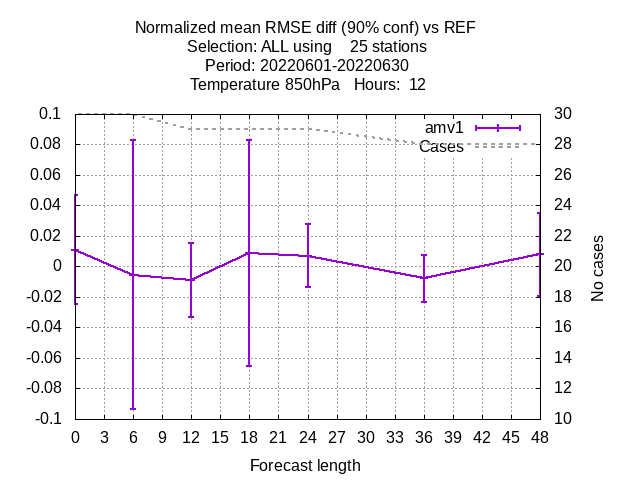 Normalized mean RMSE diff (90% conf) vs REF
Selection: ALL using    25 stations
Period: 20220601-20220630
Temperature 850hPa   Hours:  12
0.1
0.08
0.06
0.04
0.02
0
-0.02
-0.04
-0.06
-0.08
-0.1
amv1
Cases
30
28
26
24
22
20
18
16
14
12
10
No cases
0 3 6 9 12 15 18 21 24 27 30 33 36 39 42 45 48
Forecast length